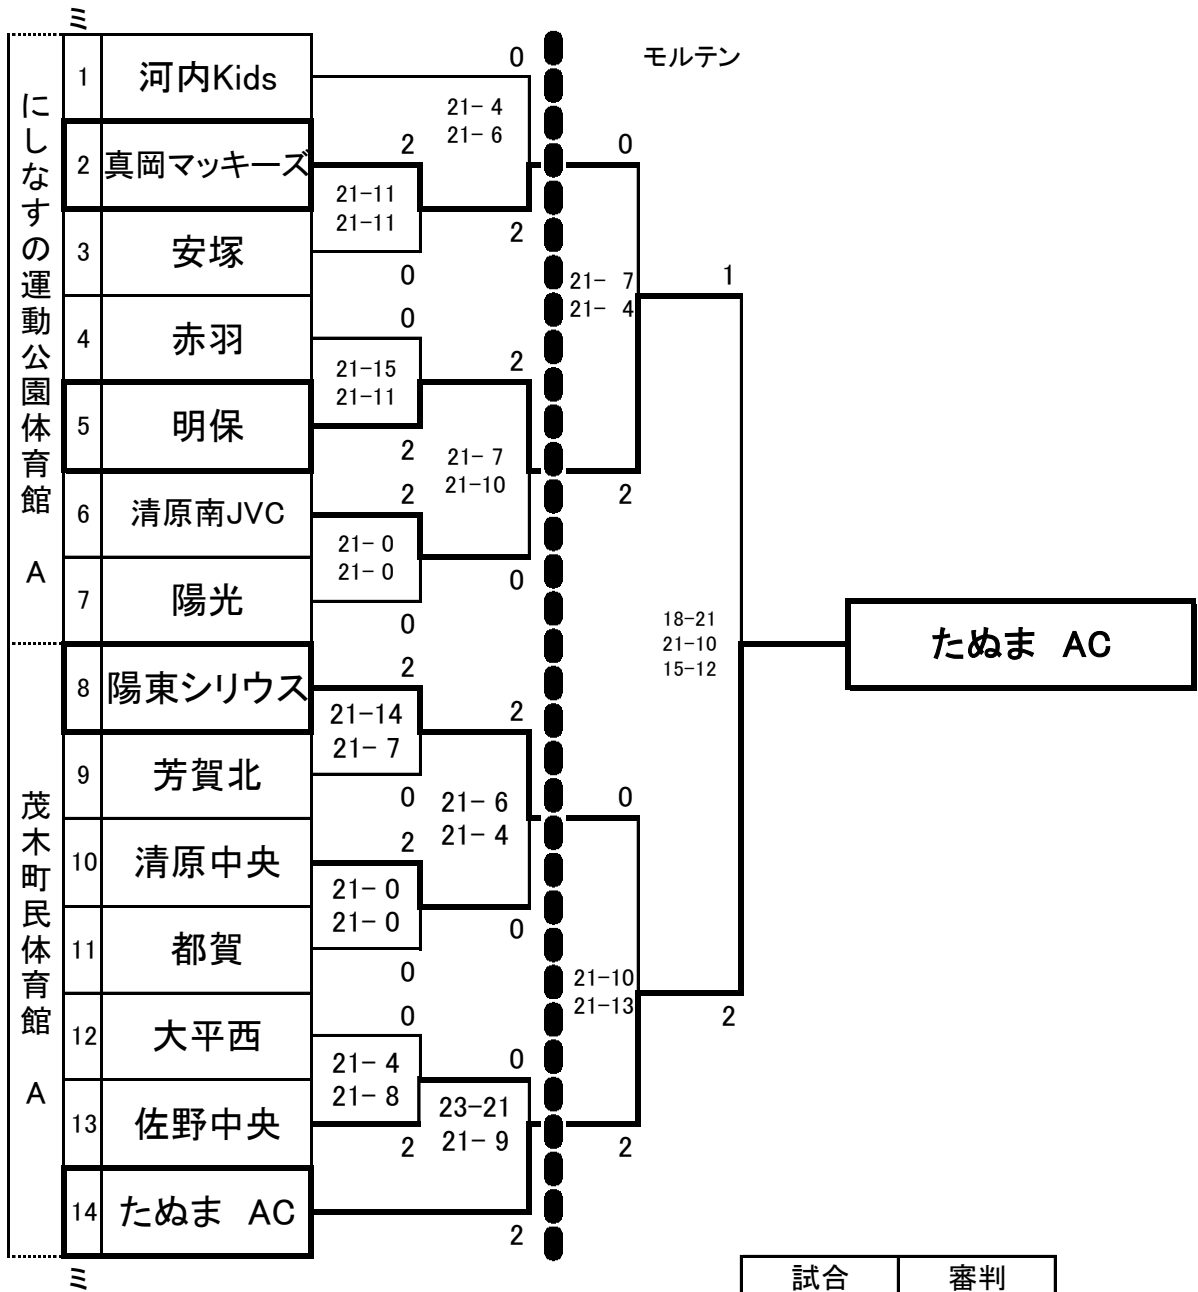 ミ
モルテン
にしなすの運動公園体育館 A
茂木町民体育館 A
1 河内Kids
2 真岡マッキーズ
3 安塚
4 赤羽
5 明保
6 清原南JVC
7 陽光
8 陽東シリウス
9 芳賀北
10 清原中央
11 都賀
12 大平西
13 佐野中央
14 たぬま AC
ミ
0
21- 4
21- 6
2
2
21-11
21-11
0
0
21-15
21-11
2
2
21- 7
21-10
0
2
21- 0
21- 0
0
2
21-14
21- 7
0
2
21- 6
21- 4
0
2
21- 0
21- 0
0
0
21- 4
21- 8
2
0
23-21
21- 9
2
0
21- 7
21- 4
2
0
21-10
21-13
2
1
18-21
21-10
15-12
2
たぬま AC
試合 審判